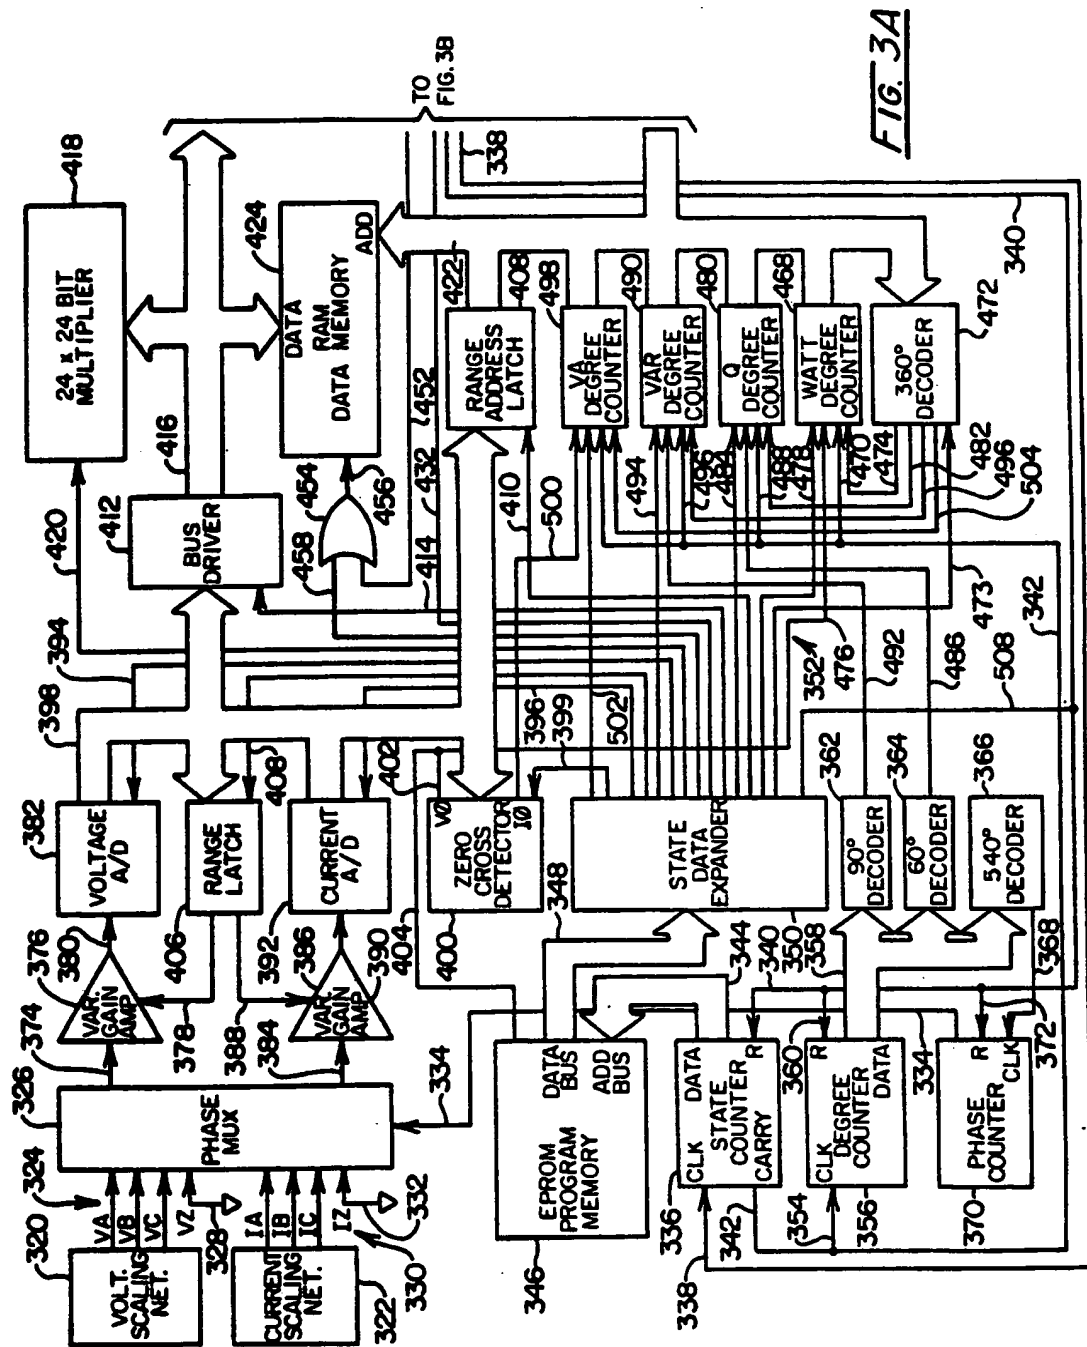 FIG. 3A
TO
FIG. 3B
320
VOLT.
SCALING
NET.
324
VA
VB
VC
VZ
328
CURRENT
SCALING
NET.
322
IA
IB
IC
IZ
330
332
326
PHASE
MUX
334
374
376
VAR.
GAIN
AMP
378
380
384
386
VAR.
GAIN
AMP
388
390
382
VOLTAGE
A/D
406
RANGE
LATCH
408
392
CURRENT
A/D
398
394
402
404
400
ZERO
CROSS
DETECTOR
VØ
IØ
396
399
412
BUS
DRIVER
414
416
420
24 x 24 BIT
MULTIPLIER
418
424
DATA
RAM
DATA MEMORY
ADD
454
456
458
452
432
422
410
RANGE
ADDRESS
LATCH
408
498
VA
DEGREE
COUNTER
500
502
490
VAR
DEGREE
COUNTER
494
496
480
Q
DEGREE
COUNTER
484
488
468
WATT
DEGREE
COUNTER
478
470
474
360°
DECODER
472
482
496
504
473
476
352
492
486
508
342
340
338
346
EPROM
PROGRAM
MEMORY
DATA
BUS
ADD
BUS
348
STATE
DATA
EXPANDER
350
344
336
CLK
DATA
STATE
COUNTER
CARRY
R
340
342
338
354
CLK
R
DEGREE
COUNTER
DATA
356
358
360
362
90°
DECODER
364
60°
DECODER
366
540°
DECODER
368
334
PHASE
COUNTER
R
CLK
370
372